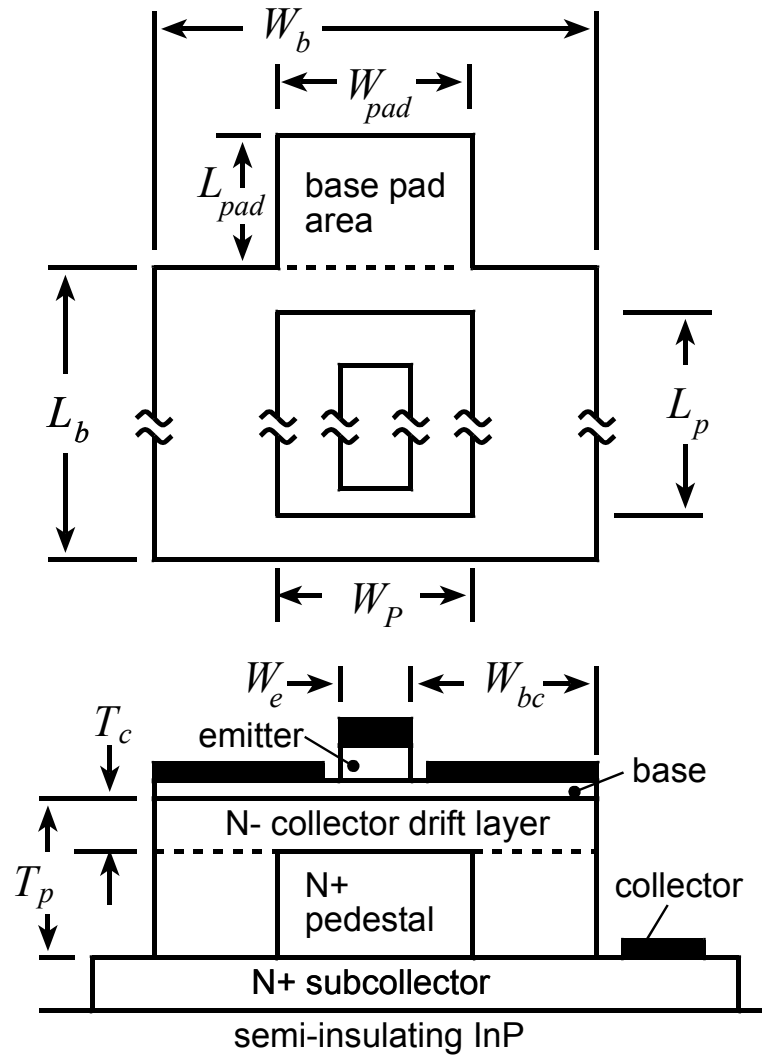 W_b
W_pad
L_pad
base pad
area
L_b
L_p
W_P
W_e
W_bc
T_c
emitter
base
N- collector drift layer
T_p
N+
pedestal
collector
N+ subcollector
semi-insulating InP